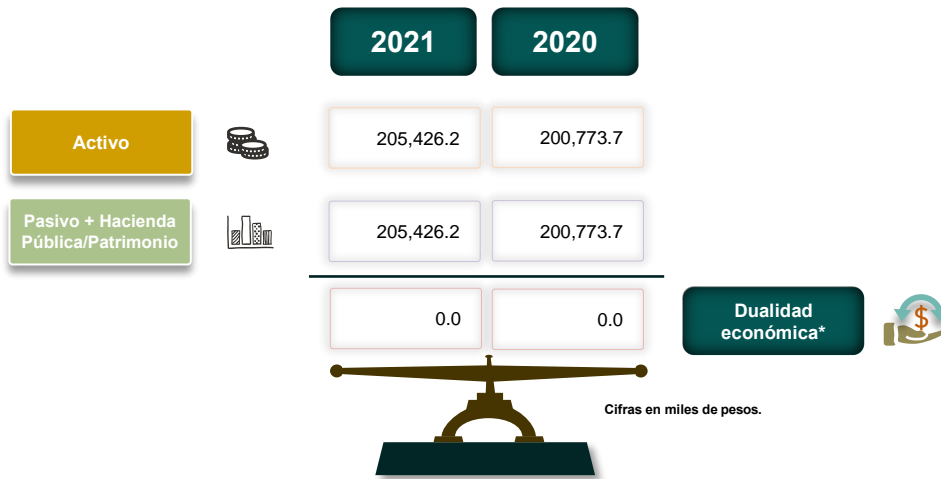 2021 2020
Activo 205,426.2 200,773.7
Pasivo + Hacienda
Pública/Patrimonio 205,426.2 200,773.7
0.0 0.0 Dualidad
económica*
$
Cifras en miles de pesos.